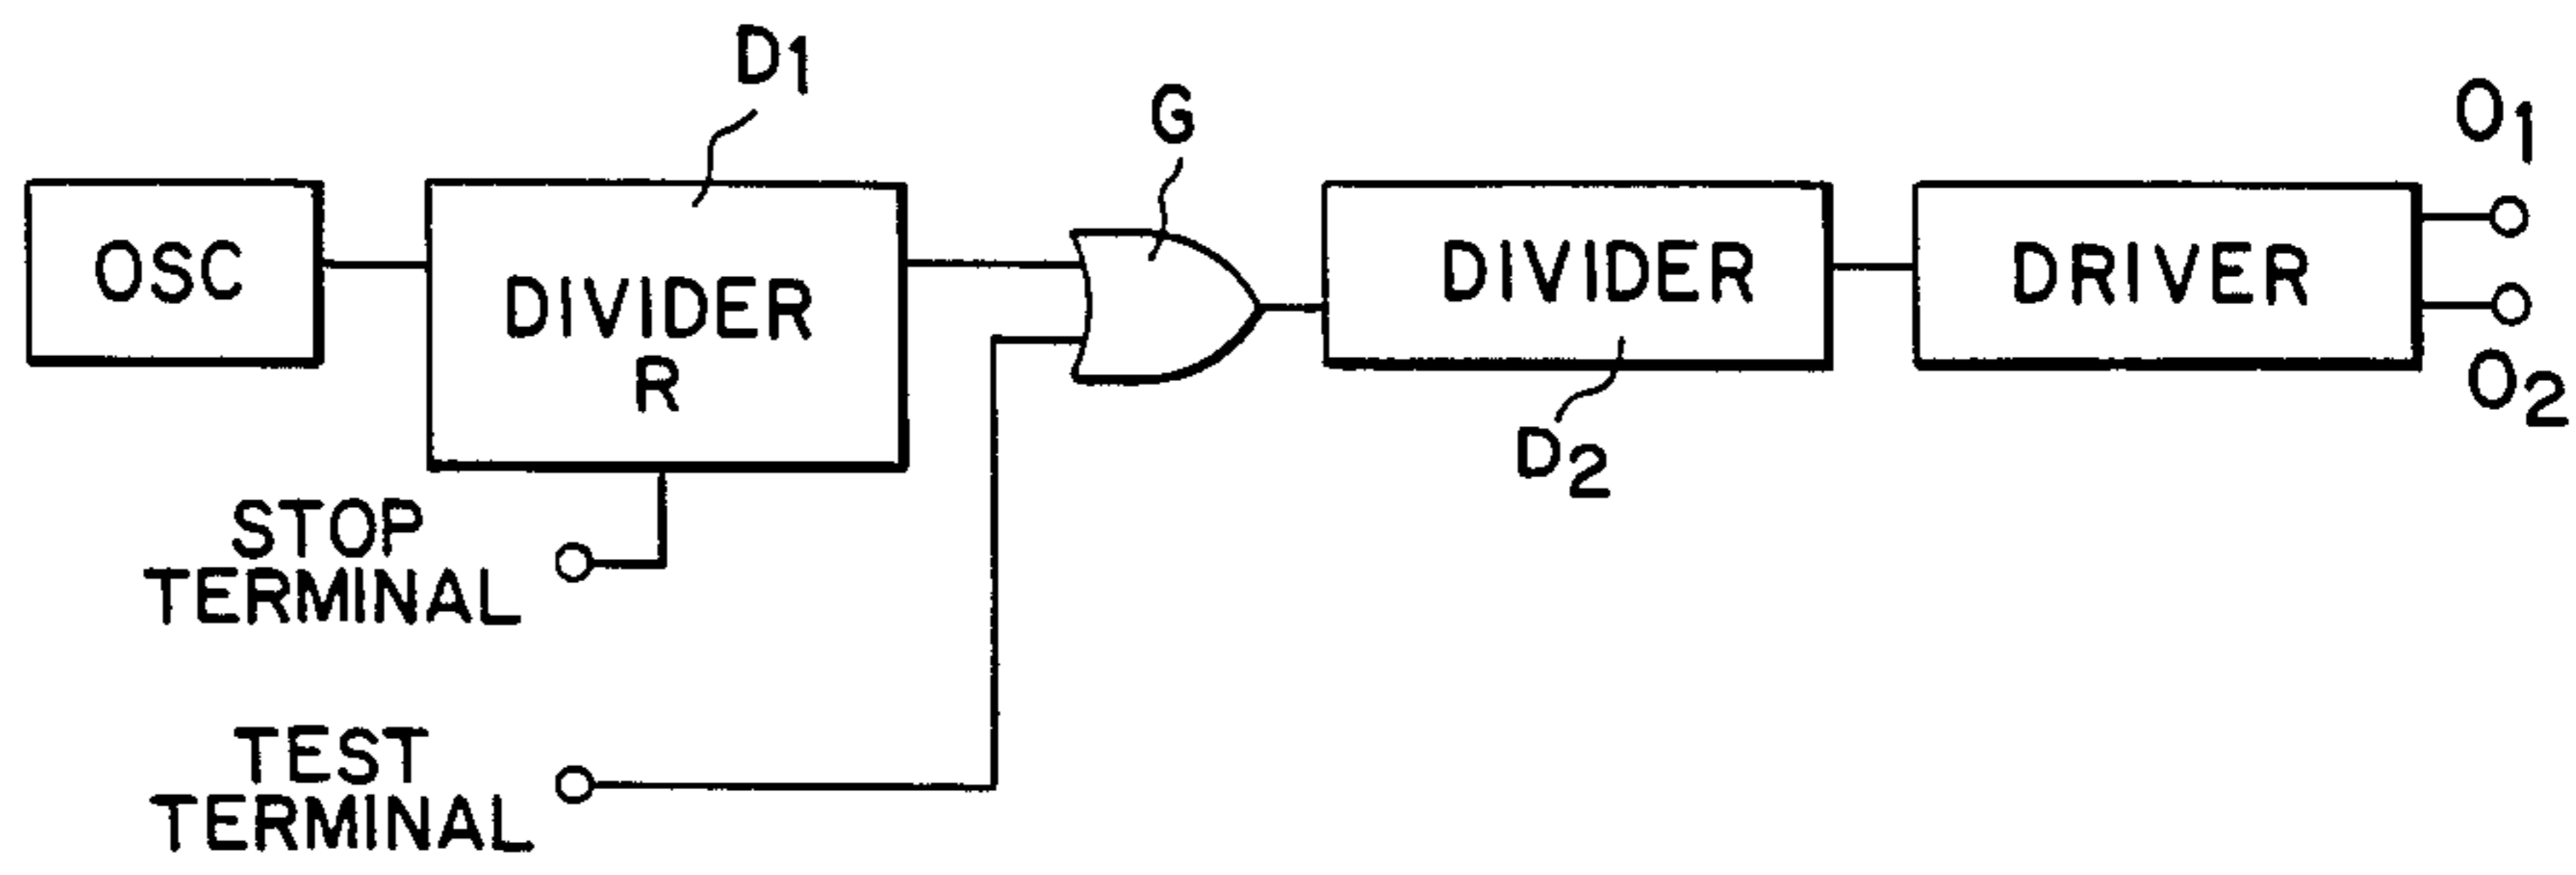 D1
G
O1
OSC
DIVIDER
R
DIVIDER
DRIVER
O2
D2
STOP
TERMINAL
TEST
TERMINAL